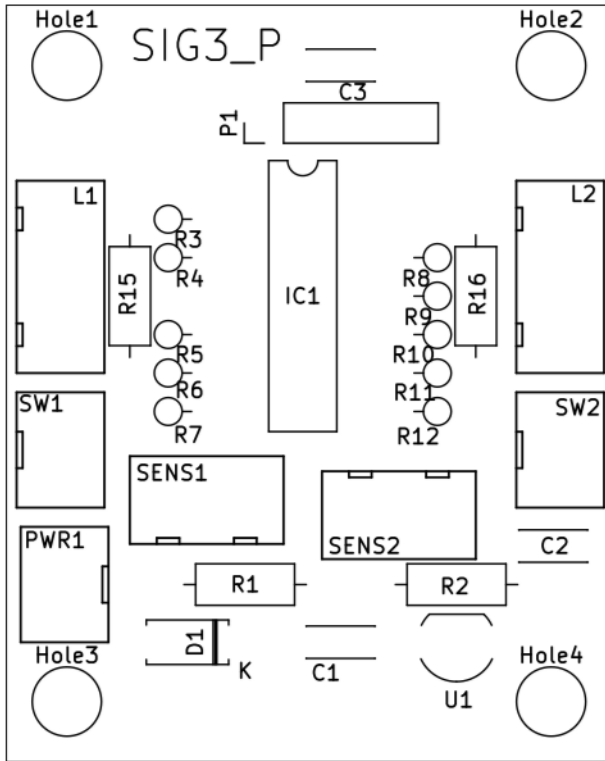 Hole1
Hole2
SIG3_P
C3
P1
L1
L2
R3
R4
R15
IC1
R8
R16
R9
R5
R10
R6
R11
SW1
SW2
R7
R12
SENS1
PWR1
SENS2
C2
R1
R2
D1
K
C1
Hole3
Hole4
U1